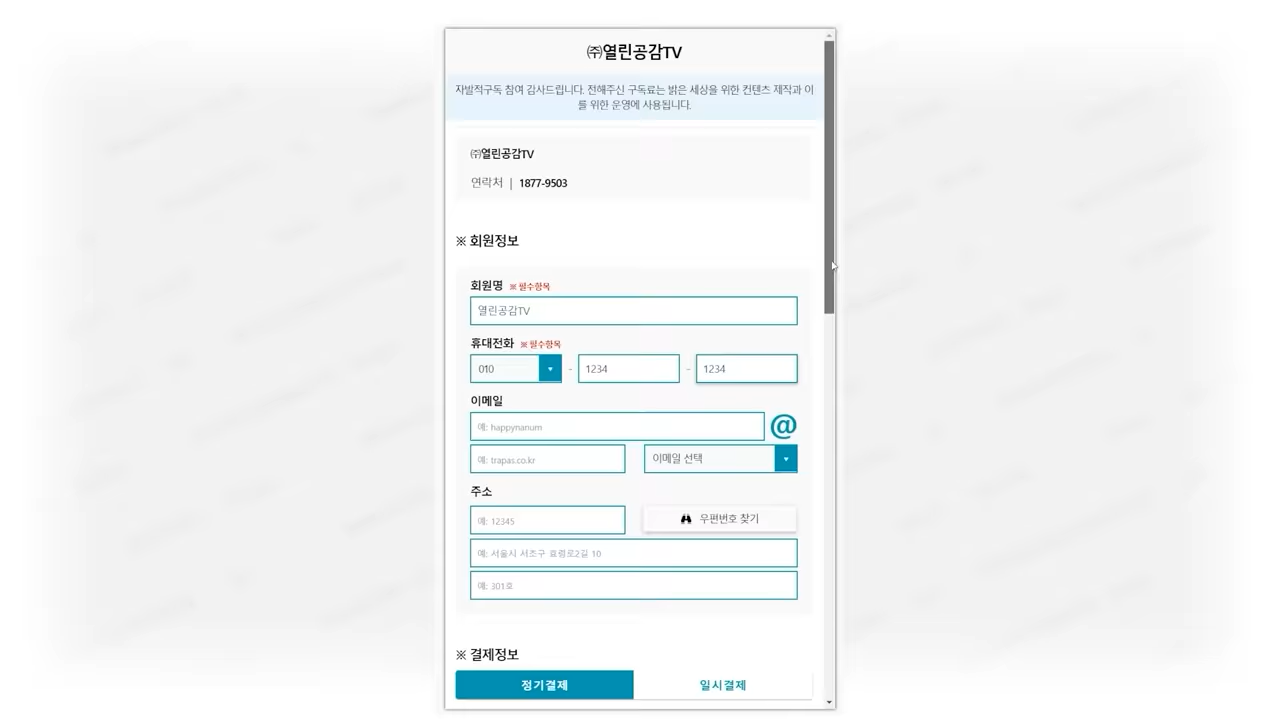 ㈜열린공감TV
자발적구독 참여 감사드립니다. 전해주신 구독료는 밝은 세상을 위한 컨텐츠 제작과 이
를 위한 운영에 사용됩니다.
㈜열린공감TV
연락처 | 1877-9503
※ 회원정보
회원명 ※ 필수항목
열린공감TV
휴대전화 ※ 필수항목
010 - 1234 - 1234
이메일
예: happynanum @
예: trapas.co.kr 이메일 선택
주소
예: 12345 우편번호 찾기
예: 서울시 서초구 효령로2길 10
예: 301호
※ 결제정보
정기결제 일시결제